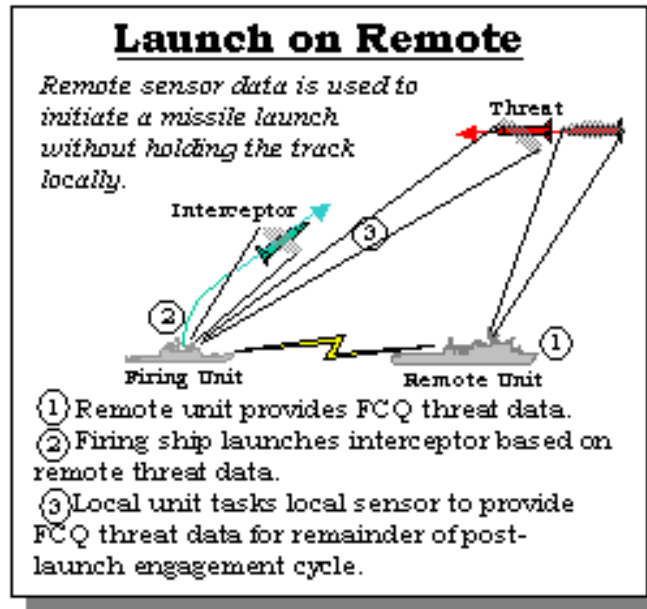 Launch on Remote
Remote sensor data is used to
initiate a missile launch
without holding the track
locally.
Threat
Interceptor
3
2
1
Firing Unit
Remote Unit
1 Remote unit provides FCQ threat data.
2 Firing ship launches interceptor based on
remote threat data.
3 Local unit tasks local sensor to provide
FCQ threat data for remainder of post-
launch engagement cycle.